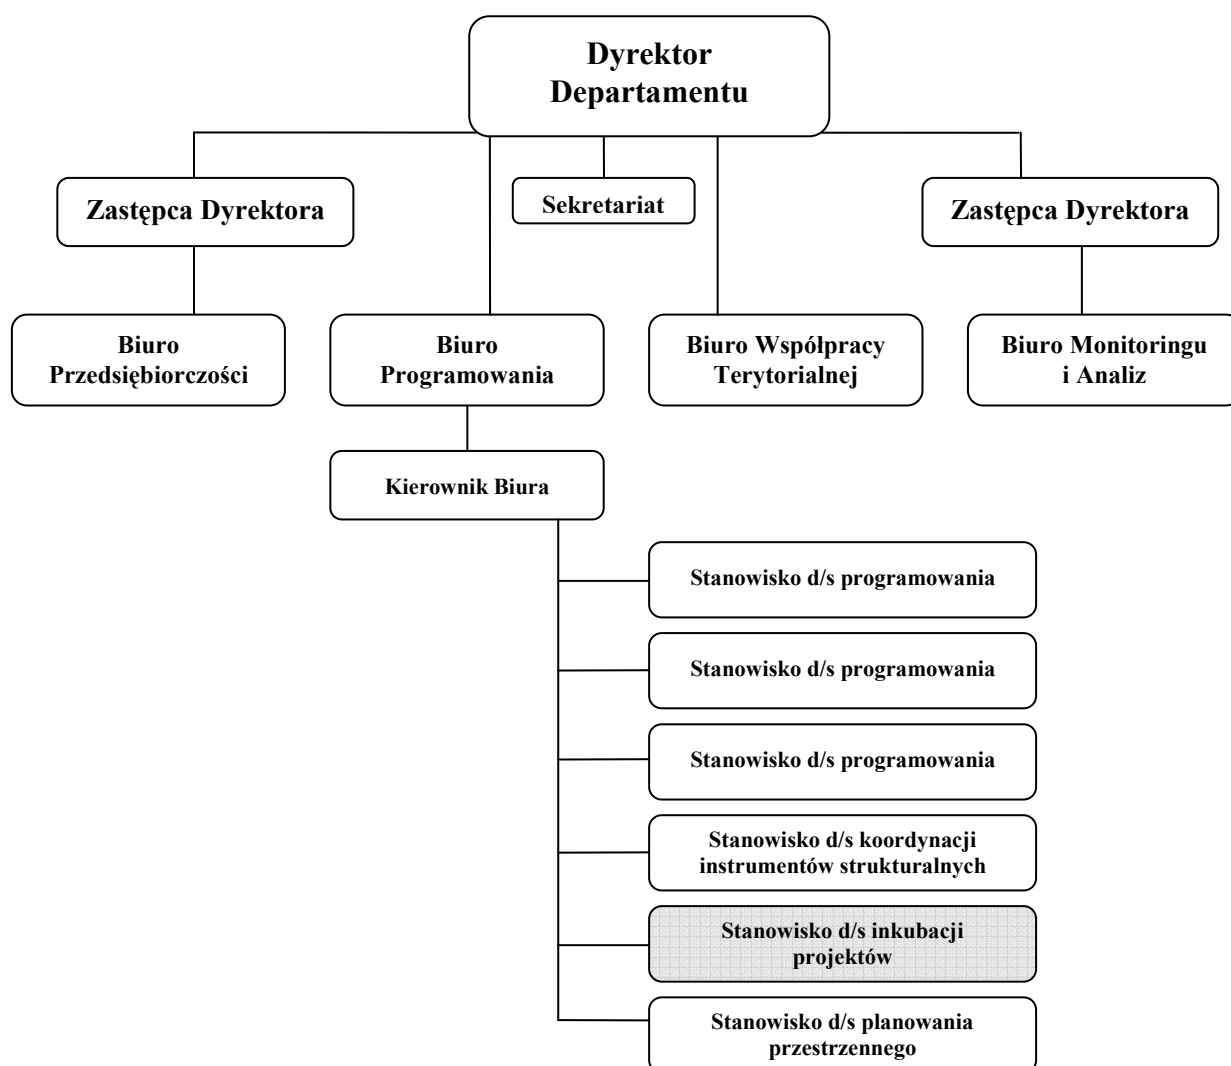 Dyrektor
Departamentu
Zastępca Dyrektora
Sekretariat
Zastępca Dyrektora
Biuro
Przedsiębiorczości
Biuro
Programowania
Biuro Współpracy
Terytorialnej
Biuro Monitoringu
i Analiz
Kierownik Biura
Stanowisko d/s programowania
Stanowisko d/s programowania
Stanowisko d/s programowania
Stanowisko d/s koordynacji
instrumentów strukturalnych
Stanowisko d/s inkubacji
projektów
Stanowisko d/s planowania
przestrzennego